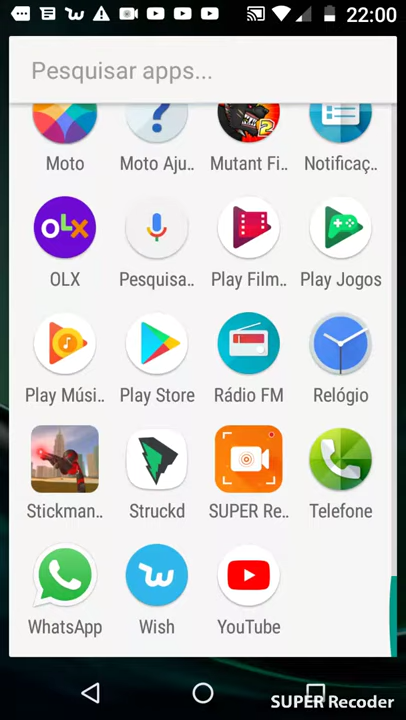 22:00
Pesquisar apps...
Moto
Moto Aju..
Mutant Fi..
Notificaç..
OLX
OLX
Pesquisa..
Play Film..
Play Jogos
Play Músi..
Play Store
Rádio FM
Relógio
Stickman..
Struckd
SUPER Re..
Telefone
WhatsApp
Wish
YouTube
SUPER Recoder